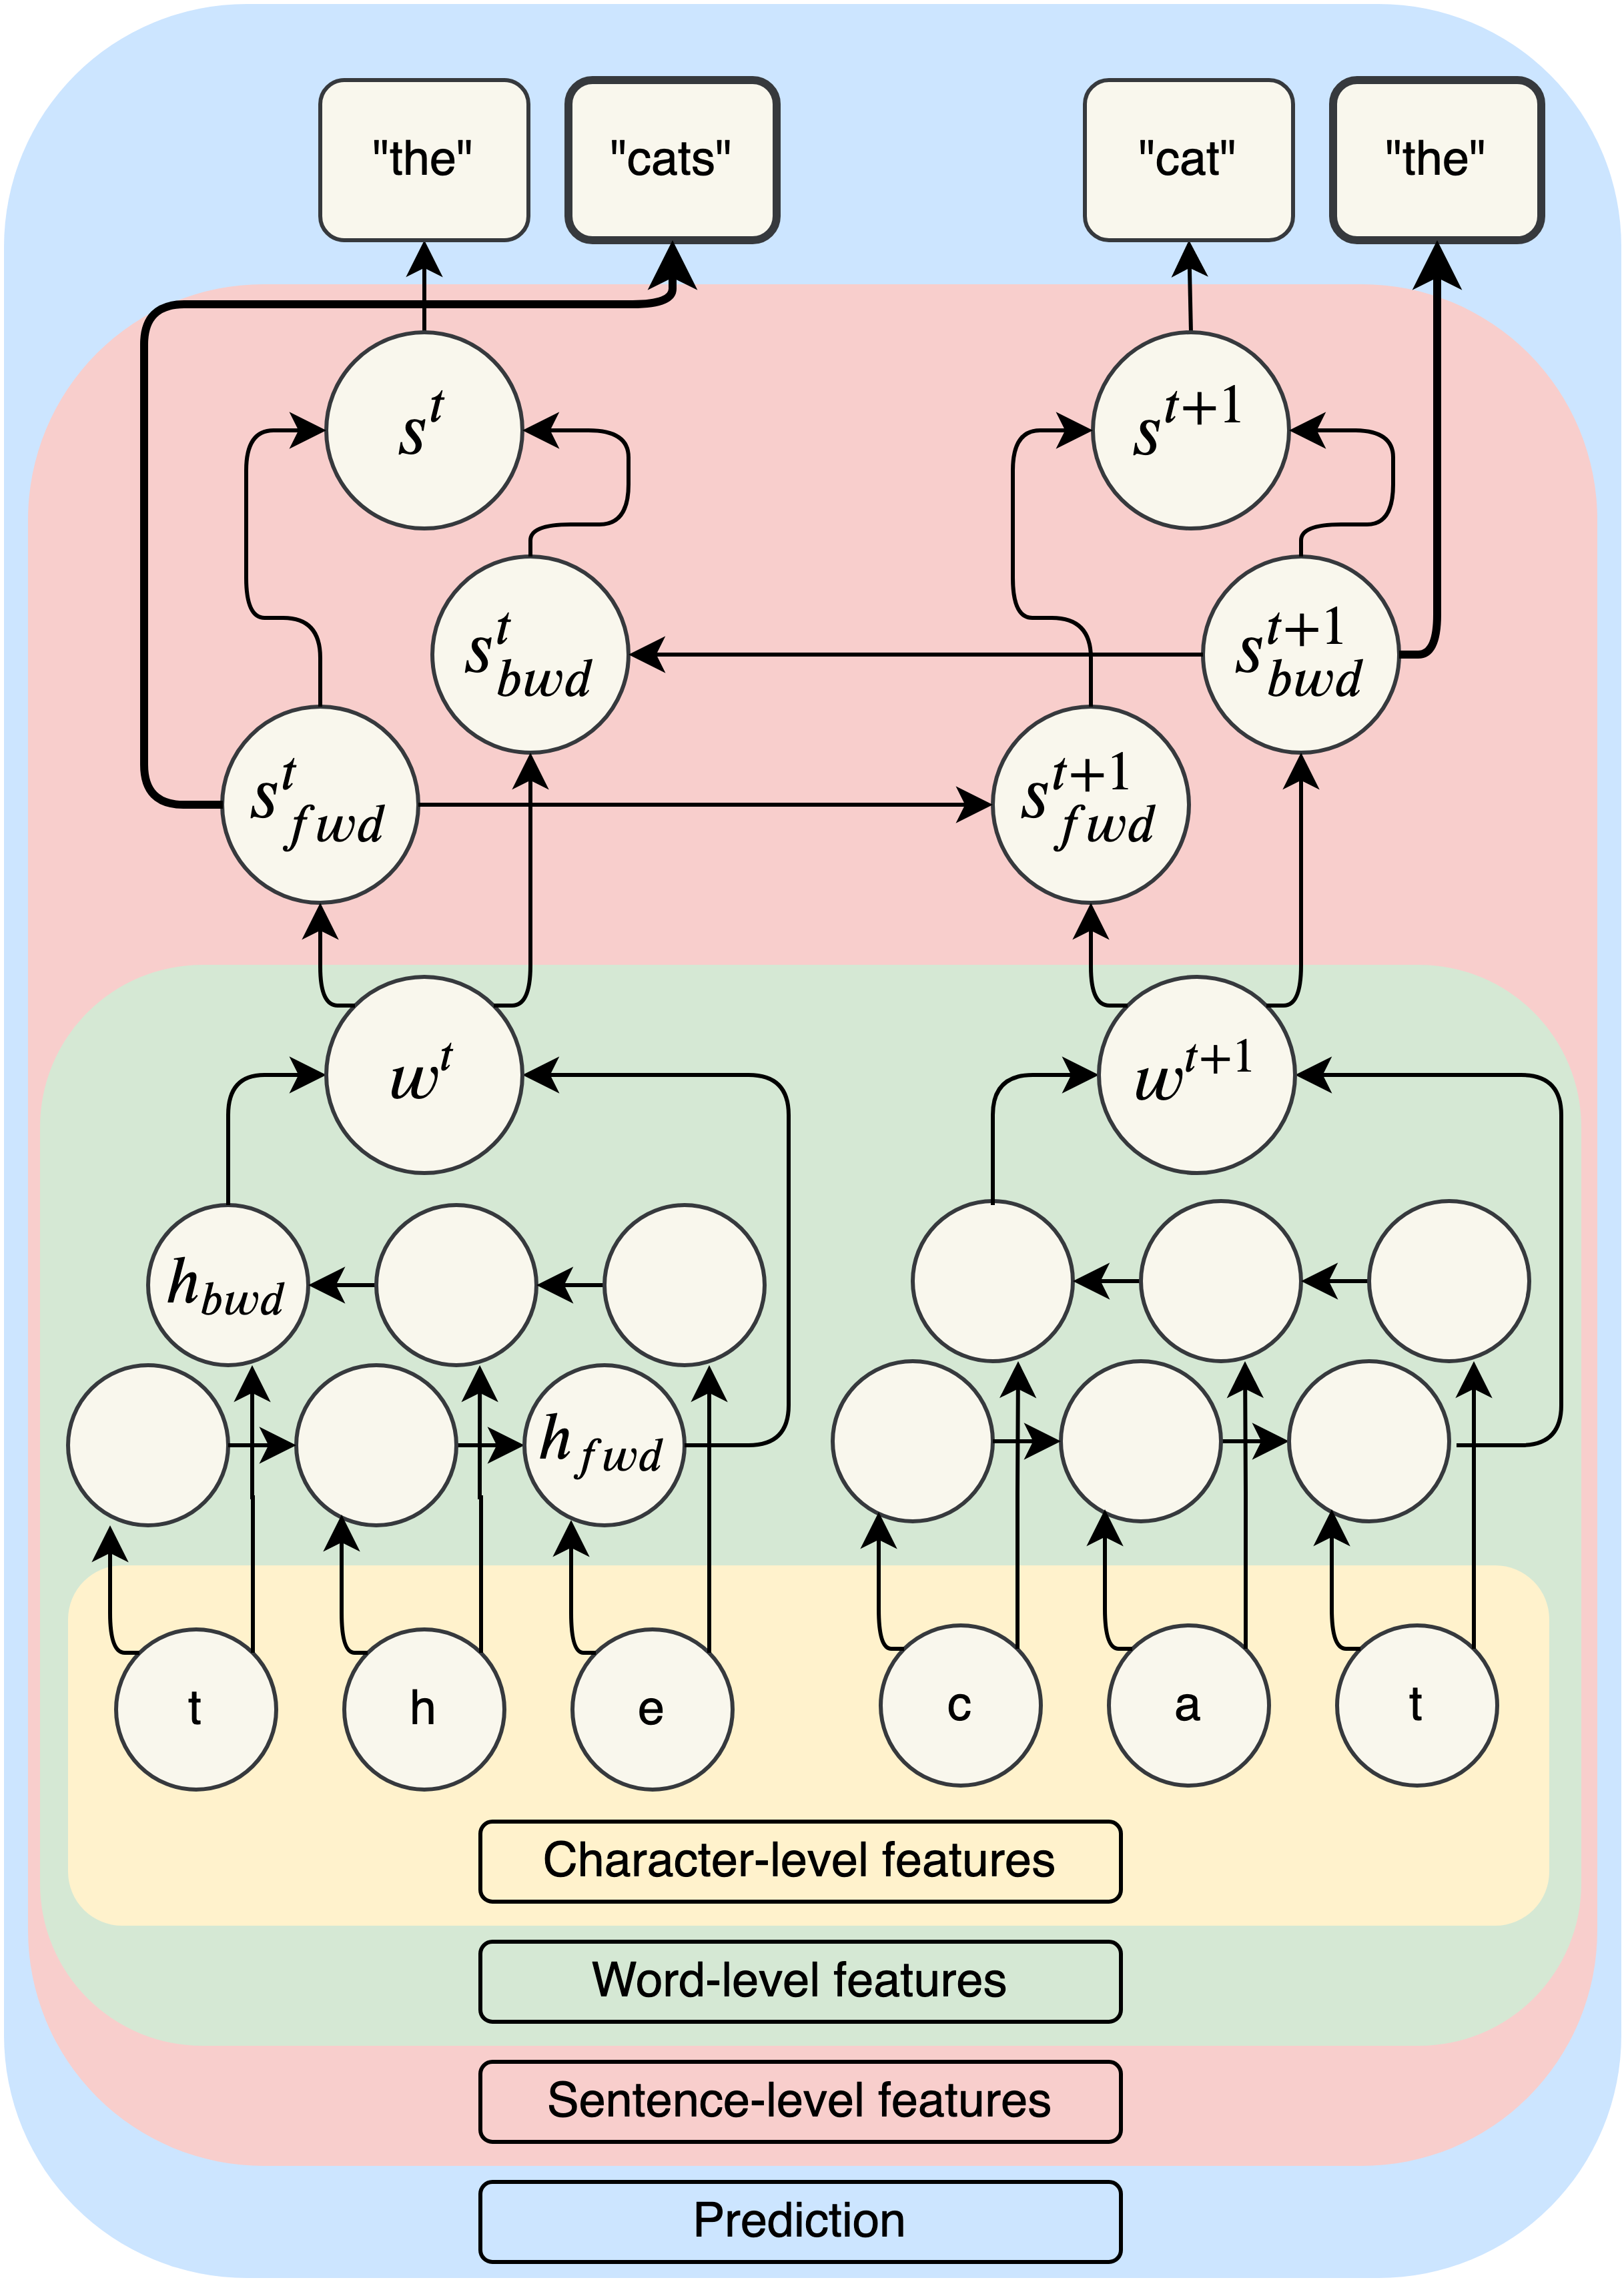 "the" "cats" "cat" "the"
s^t s^{t+1}
s^t_{bwd} s^{t+1}_{bwd}
s^t_{fwd} s^{t+1}_{fwd}
w^t w^{t+1}
h_{bwd}
h_{fwd}
t h e c a t
Character-level features
Word-level features
Sentence-level features
Prediction